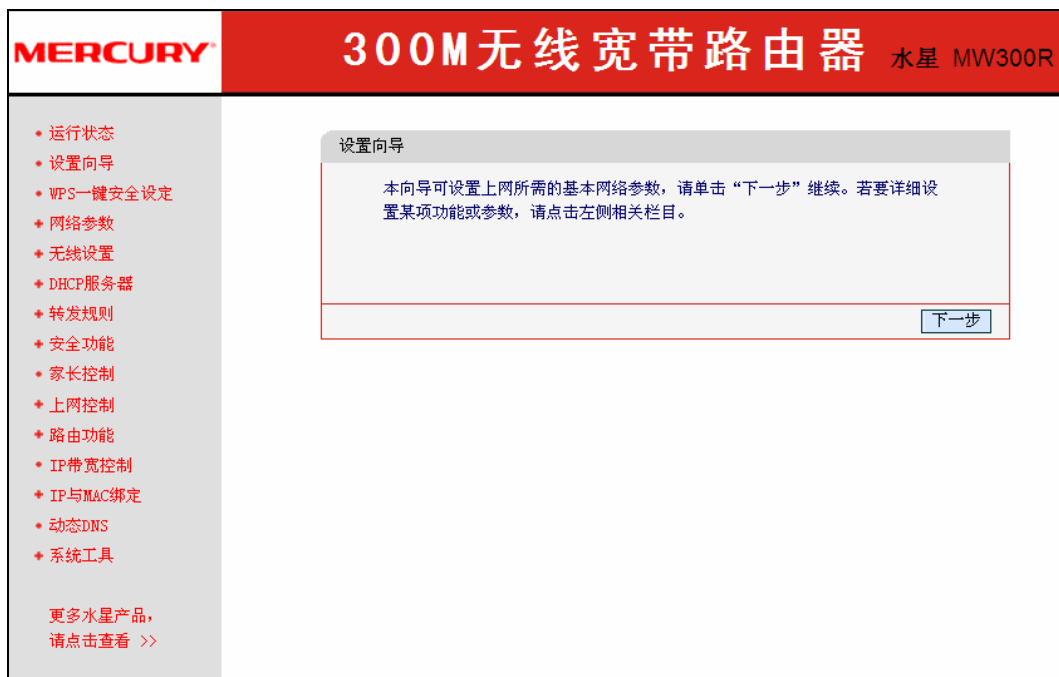 MERCURY
300M无线宽带路由器 水星 MW300R
运行状态
设置向导
WPS一键安全设定
网络参数
无线设置
DHCP服务器
转发规则
安全功能
家长控制
上网控制
路由功能
IP带宽控制
IP与MAC绑定
动态DNS
系统工具
更多水星产品,
请点击查看 >>
设置向导
本向导可设置上网所需的基本网络参数，请单击“下一步”继续。若要详细设
置某项功能或参数，请点击左侧相关栏目。
下一步